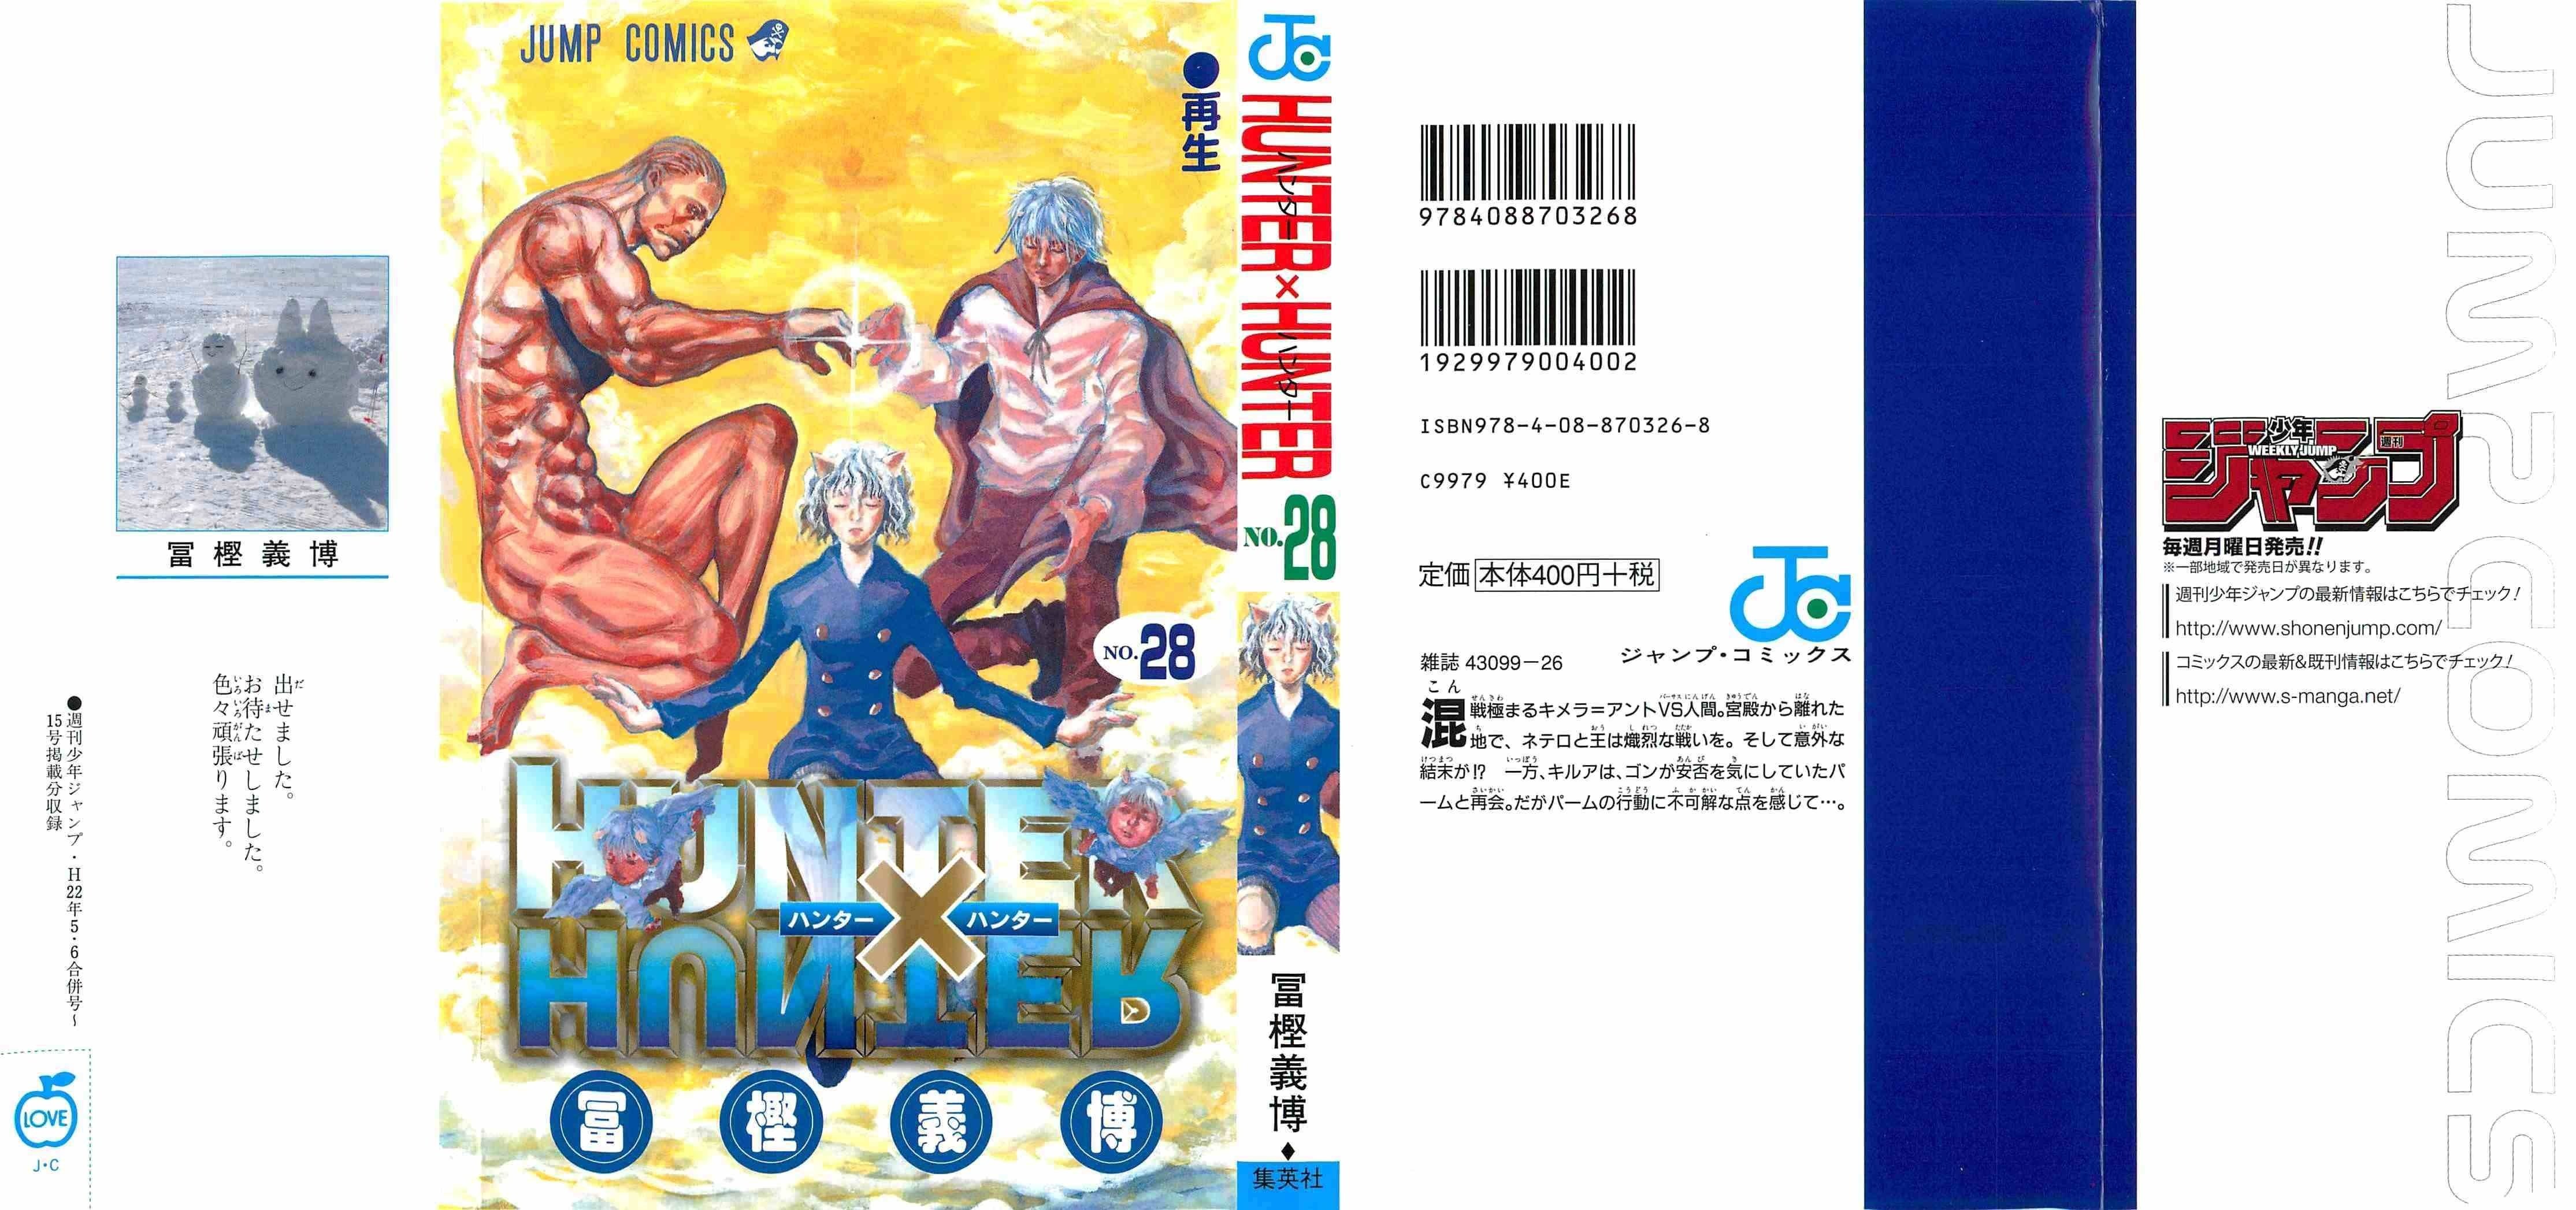 冨樫義博
出せました。
お待たせしました。
色々頑張ります。
●週刊少年ジャンプ・H22年5・6合併号〜
15号掲載分収録
LOVE
J・C
JUMP COMICS
●再生
NO.28
HUNTER
ハンター×ハンター
HUNTER
冨樫義博
JC
HUNTER×HUNTER
ハンター ハンター
NO.28
冨樫義博◆
集英社
9784088703268
1929979004002
ISBN978-4-08-870326-8
C9979 ¥400E
定価 本体400円+税
JC
ジャンプ・コミックス
雑誌 43099-26
混戦極まるキメラ=アントVS人間。宮殿から離れた
地で、ネテロと王は熾烈な戦いを。そして意外な
結末が!? 一方、キルアは、ゴンが安否を気にしていたパ
ームと再会。だがパームの行動に不可解な点を感じて…。
週刊少年ジャンプ
WEEKLY JUMP
毎週月曜日発売!!
※一部地域で発売日が異なります。
週刊少年ジャンプの最新情報はこちらでチェック!
http://www.shonenjump.com/
コミックスの最新&既刊情報はこちらでチェック!
http://www.s-manga.net/
JUMP COMICS